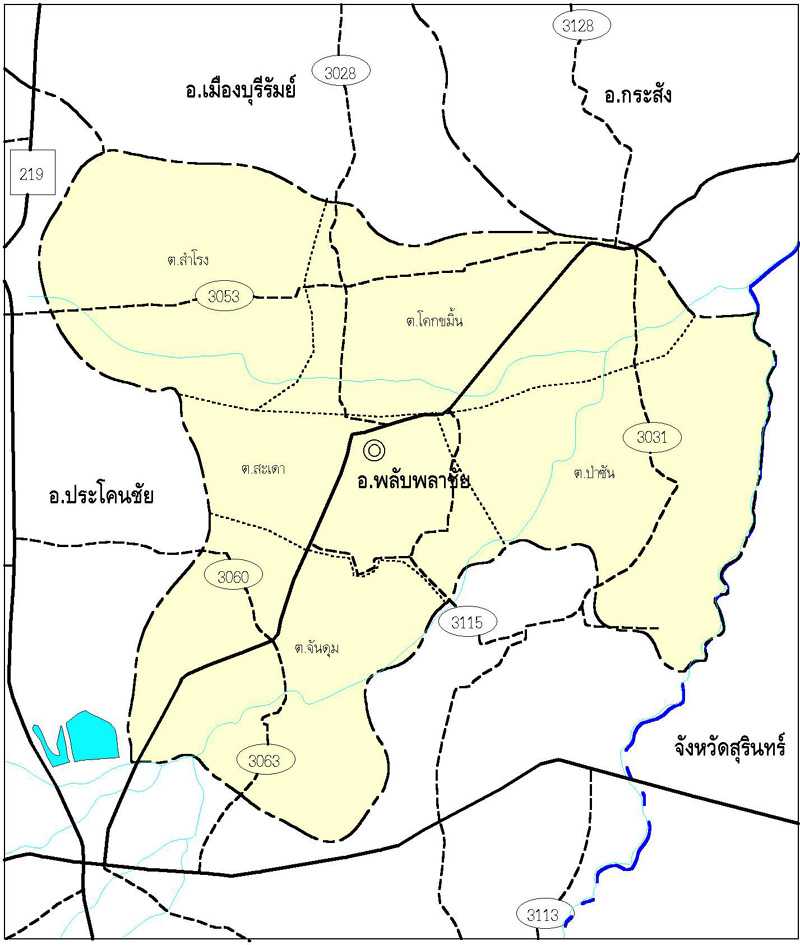 3128
3028
อ.เมืองบุรีรัมย์
อ.กระสัง
219
ต.สำโรง
3053
ต.โคกขมิ้น
3031
ต.สะเดา
อ.พลับพลาชัย
ต.ป่าชัน
อ.ประโคนชัย
3060
3115
ต.จันดุม
จังหวัดสุรินทร์
3063
3113